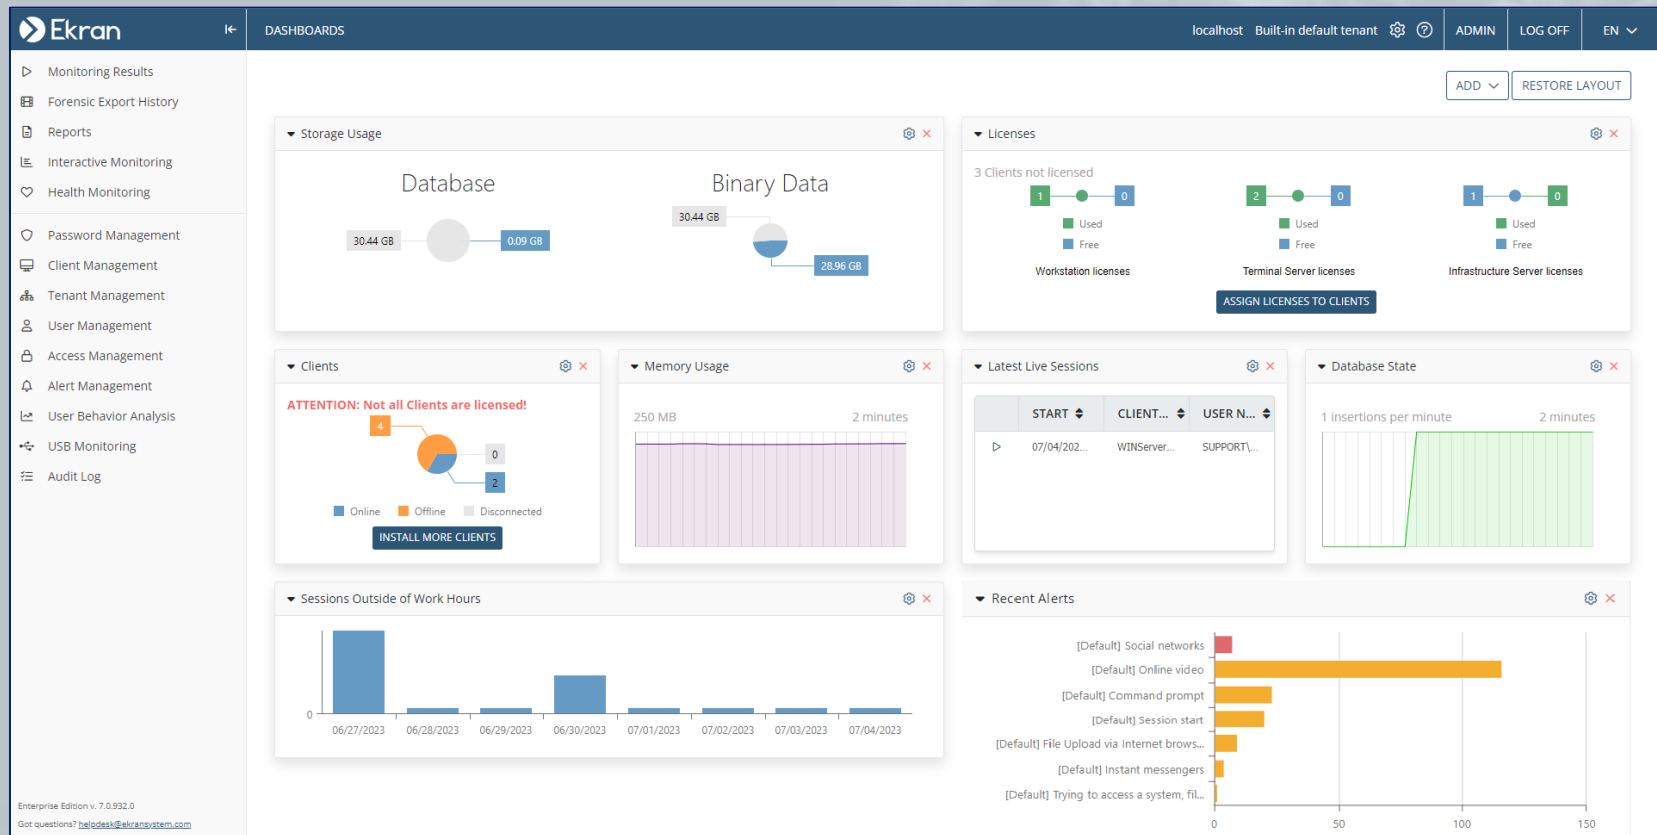 Ekran
DASHBOARDS
localhost Built-in default tenant ADMIN LOG OFF EN
Monitoring Results
Forensic Export History
Reports
Interactive Monitoring
Health Monitoring
Password Management
Client Management
Tenant Management
User Management
Access Management
Alert Management
User Behavior Analysis
USB Monitoring
Audit Log
Enterprise Edition v. 7.0.932.0
Got questions? helpdesk@ekransystem.com
ADD RESTORE LAYOUT
Storage Usage
Database
30.44 GB
0.09 GB
Binary Data
30.44 GB
28.96 GB
Licenses
3 Clients not licensed
1 0
Used
Free
Workstation licenses
2 0
Used
Free
Terminal Server licenses
1 0
Used
Free
Infrastructure Server licenses
ASSIGN LICENSES TO CLIENTS
Clients
ATTENTION: Not all Clients are licensed!
4
0
2
Online Offline Disconnected
INSTALL MORE CLIENTS
Memory Usage
250 MB 2 minutes
Latest Live Sessions
START CLIENT... USER N...
07/04/202... WINServer... SUPPORT\...
Database State
1 insertions per minute 2 minutes
Sessions Outside of Work Hours
0
06/27/2023 06/28/2023 06/29/2023 06/30/2023 07/01/2023 07/02/2023 07/03/2023 07/04/2023
Recent Alerts
[Default] Social networks
[Default] Online video
[Default] Command prompt
[Default] Session start
[Default] File Upload via Internet brows...
[Default] Instant messengers
[Default] Trying to access a system, fil...
0 50 100 150